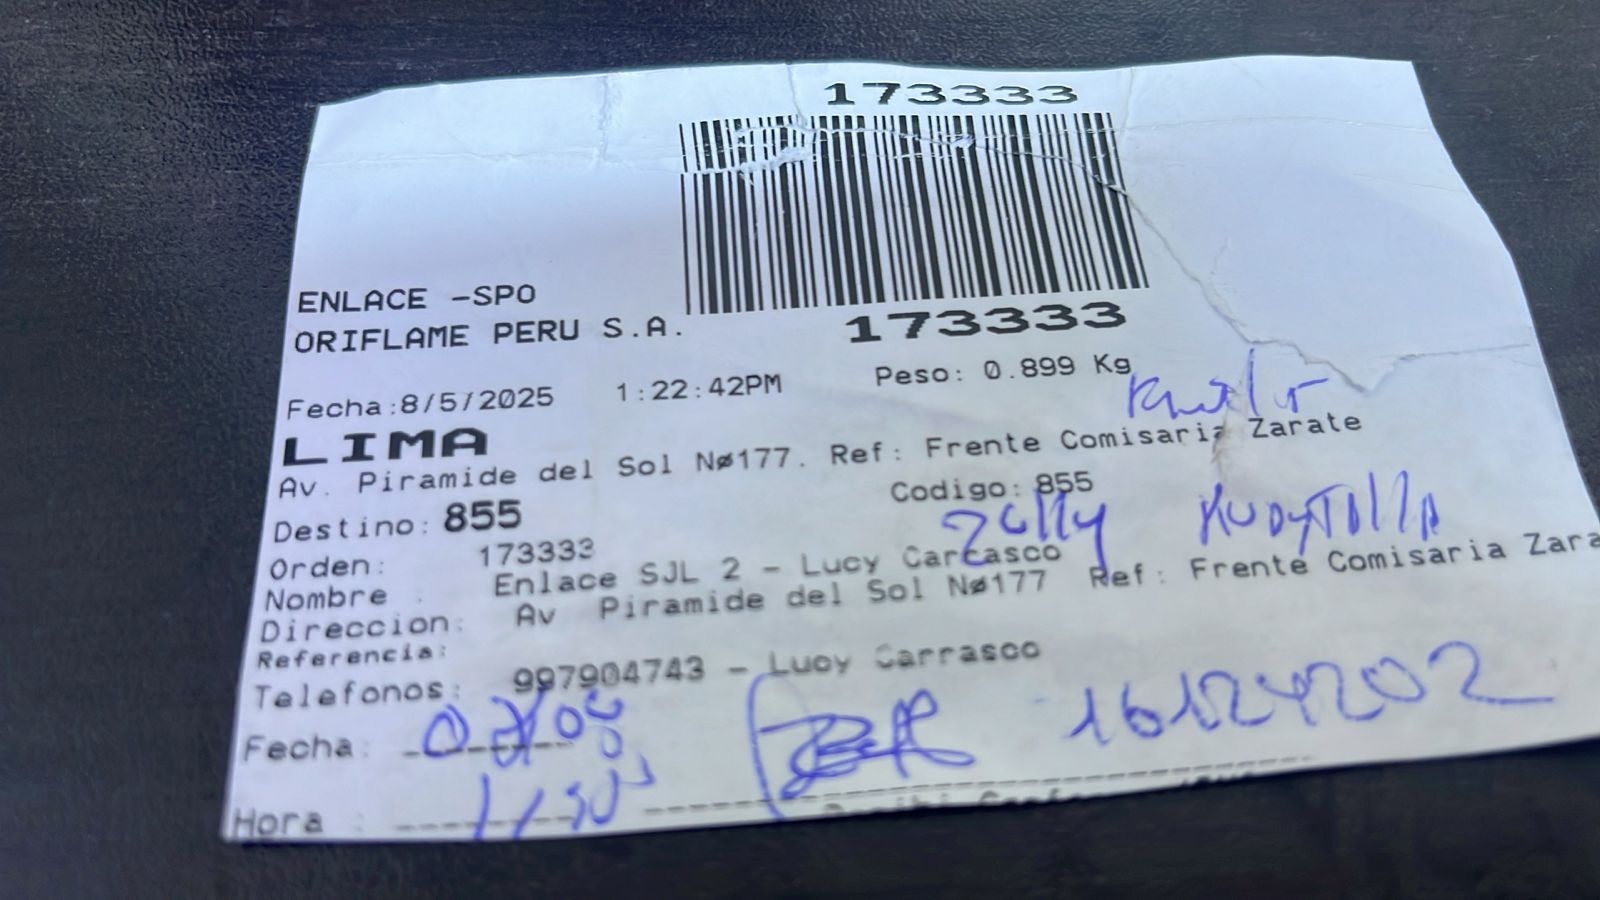 173333
ENLACE -SPO
ORIFLAME PERU S.A.
173333
Fecha:8/5/2025 1:22:42PM Peso: 0.899 Kg
LIMA
Av. Piramide del Sol Nø177. Ref: Frente Comisaria Zarate
Destino: 855 Codigo: 855
Orden: 173333
Nombre : Enlace SJL 2 - Lucy Carrasco
Direccion: Av Piramide del Sol Nø177 Ref: Frente Comisaria Zara
Referencia:
Telefonos: 997904743 - Lucy Carrasco
Fecha:
Hora :